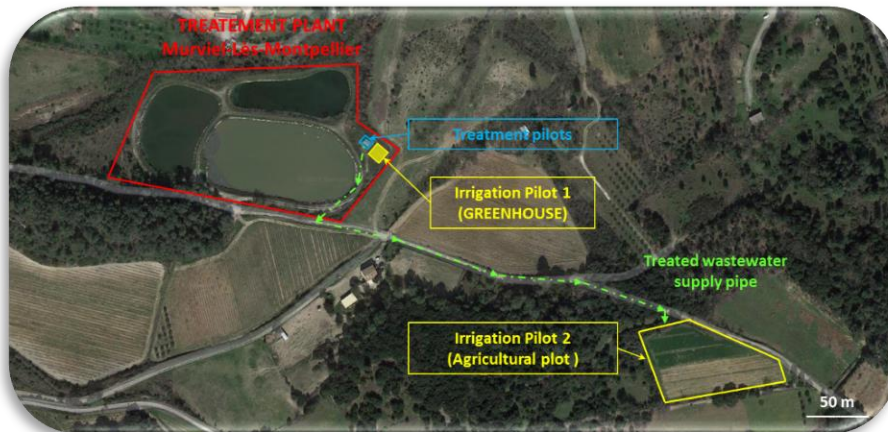 TREATEMENT PLANT
Murviel-Lès-Montpellier
Treatment pilots
Irrigation Pilot 1
(GREENHOUSE)
Treated wastewater
supply pipe
Irrigation Pilot 2
(Agricultural plot )
50 m